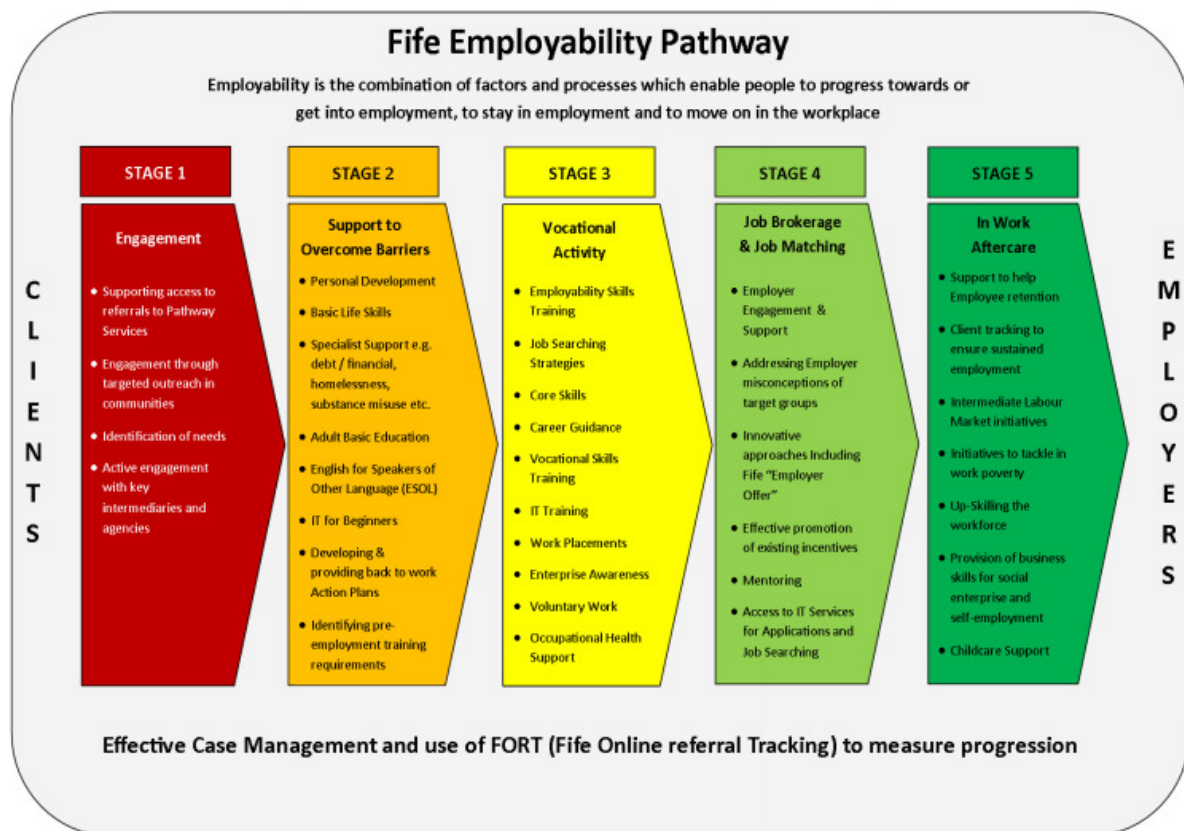 Fife Employability Pathway
Employability is the combination of factors and processes which enable people to progress towards or
get into employment, to stay in employment and to move on in the workplace
CLIENTS
STAGE 1
Engagement
• Supporting access to
referrals to Pathway
Services
• Engagement through
targeted outreach in
communities
• Identification of needs
• Active engagement
with key
intermediaries and
agencies
STAGE 2
Support to
Overcome Barriers
• Personal Development
• Basic Life Skills
• Specialist Support e.g.
debt / financial,
homelessness,
substance misuse etc.
• Adult Basic Education
• English for Speakers of
Other Language (ESOL)
• IT for Beginners
• Developing &
providing back to work
Action Plans
• Identifying pre-
employment training
requirements
STAGE 3
Vocational
Activity
• Employability Skills
Training
• Job Searching
Strategies
• Core Skills
• Career Guidance
• Vocational Skills
Training
• IT Training
• Work Placements
• Enterprise Awareness
• Voluntary Work
• Occupational Health
Support
STAGE 4
Job Brokerage
& Job Matching
• Employer
Engagement & Support
• Addressing Employer
misconceptions of
target groups
• Innovative
approaches Including
Fife “Employer
Offer”
• Effective promotion
of existing incentives
• Mentoring
• Access to IT Services
for Applications and
Job Searching
STAGE 5
In Work
Aftercare
• Support to help
Employee retention
• Client tracking to
ensure sustained
employment
• Intermediate Labour
Market initiatives
• Initiatives to tackle in
work poverty
• Up-Skilling the
workforce
• Provision of business
skills for social
enterprise and
self-employment
• Childcare Support
EMPLOYERS
Effective Case Management and use of FORT (Fife Online referral Tracking) to measure progression